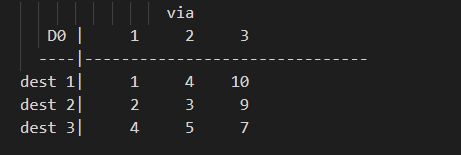 via
D0 | 1 2 3
----|-----------------------------
dest 1| 1 4 10
dest 2| 2 3 9
dest 3| 4 5 7